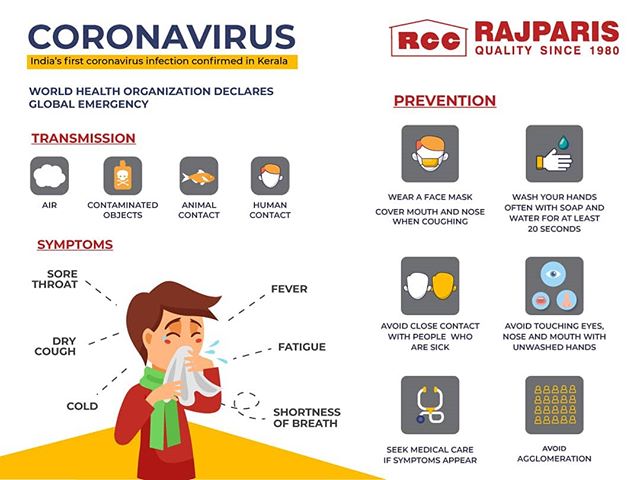 CORONAVIRUS
India's first coronavirus infection confirmed in Kerala
RCC
RAJPARIS
QUALITY SINCE 1980
WORLD HEALTH ORGANIZATION DECLARES
GLOBAL EMERGENCY
TRANSMISSION
AIR
CONTAMINATED
OBJECTS
ANIMAL
CONTACT
HUMAN
CONTACT
SYMPTOMS
SORE
THROAT
DRY
COUGH
COLD
FEVER
FATIGUE
SHORTNESS
OF BREATH
PREVENTION
WEAR A FACE MASK
COVER MOUTH AND NOSE
WHEN COUGHING
WASH YOUR HANDS
OFTEN WITH SOAP AND
WATER FOR AT LEAST
20 SECONDS
AVOID CLOSE CONTACT
WITH PEOPLE WHO
ARE SICK
AVOID TOUCHING EYES,
NOSE AND MOUTH WITH
UNWASHED HANDS
SEEK MEDICAL CARE
IF SYMPTOMS APPEAR
AVOID
AGGLOMERATION